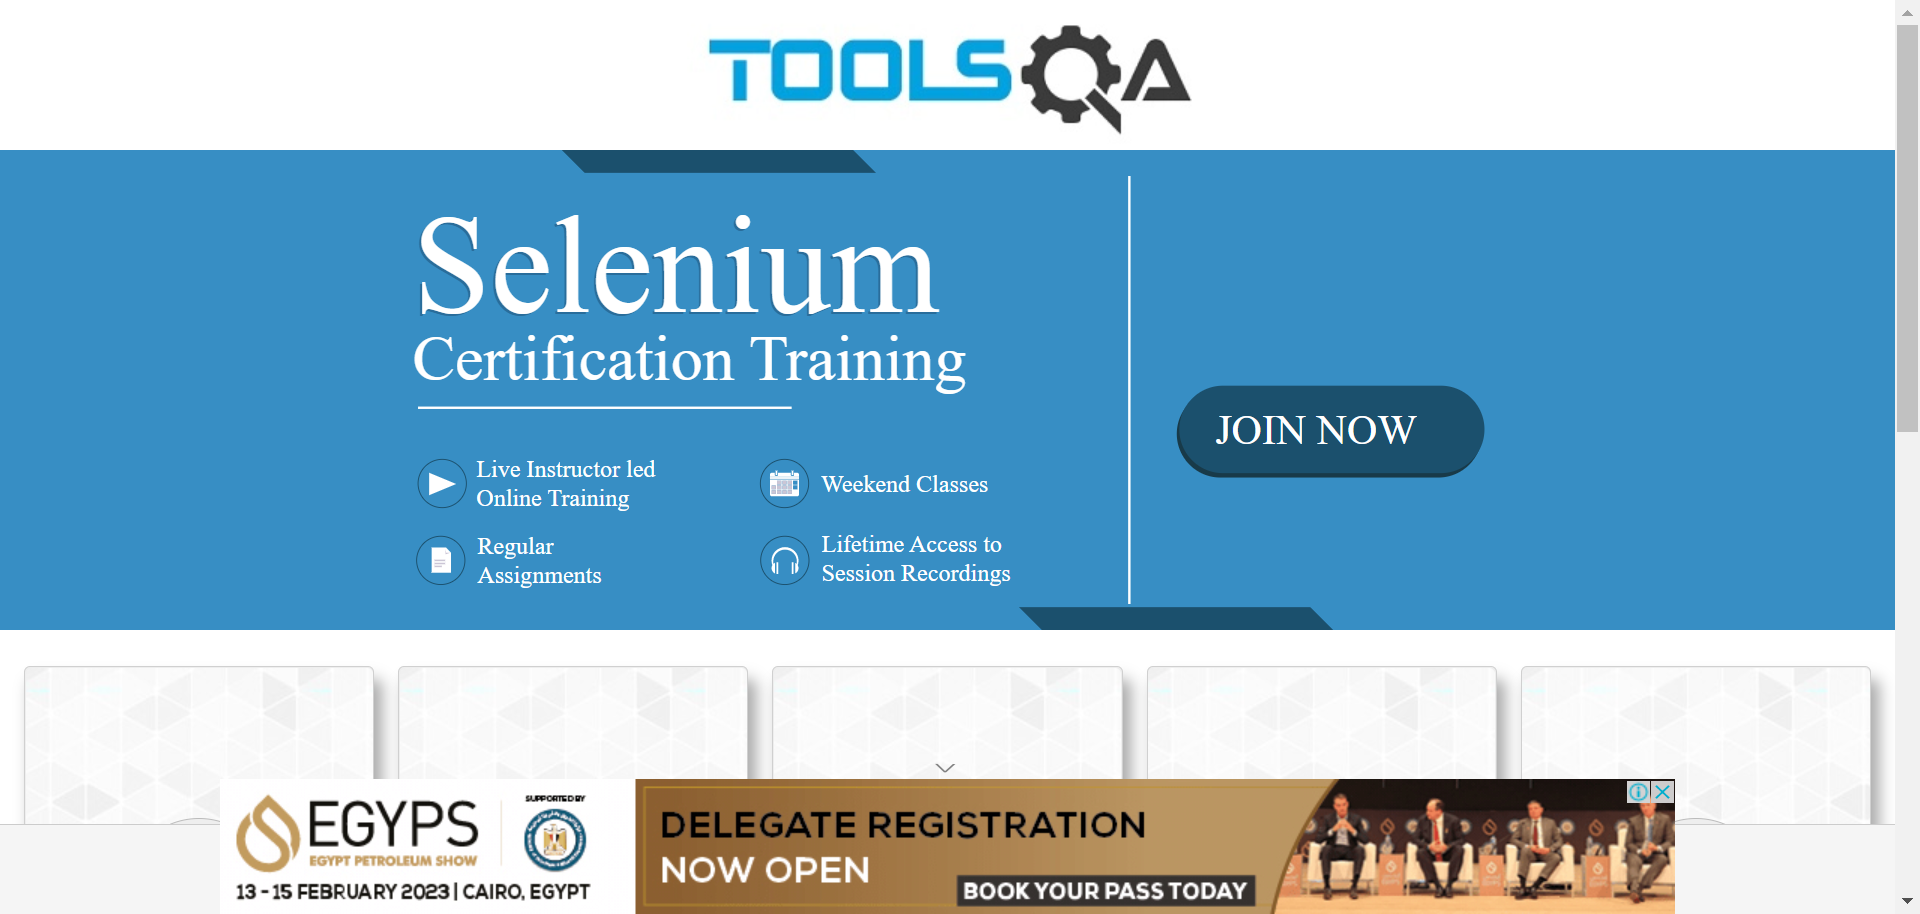 TOOLSQA
Selenium
Certification Training
Live Instructor led
Online Training
Weekend Classes
Regular
Assignments
Lifetime Access to
Session Recordings
JOIN NOW
EGYPS
EGYPT PETROLEUM SHOW
SUPPORTED BY
13 - 15 FEBRUARY 2023 | CAIRO, EGYPT
DELEGATE REGISTRATION
NOW OPEN
BOOK YOUR PASS TODAY